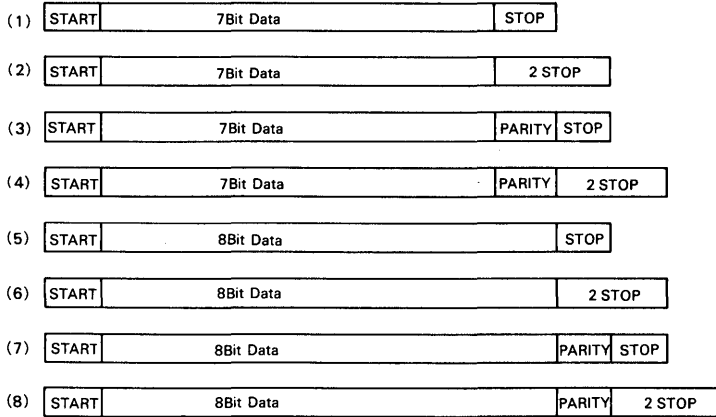 (1) START 7Bit Data STOP
(2) START 7Bit Data 2 STOP
(3) START 7Bit Data PARITY STOP
(4) START 7Bit Data PARITY 2 STOP
(5) START 8Bit Data STOP
(6) START 8Bit Data 2 STOP
(7) START 8Bit Data PARITY STOP
(8) START 8Bit Data PARITY 2 STOP